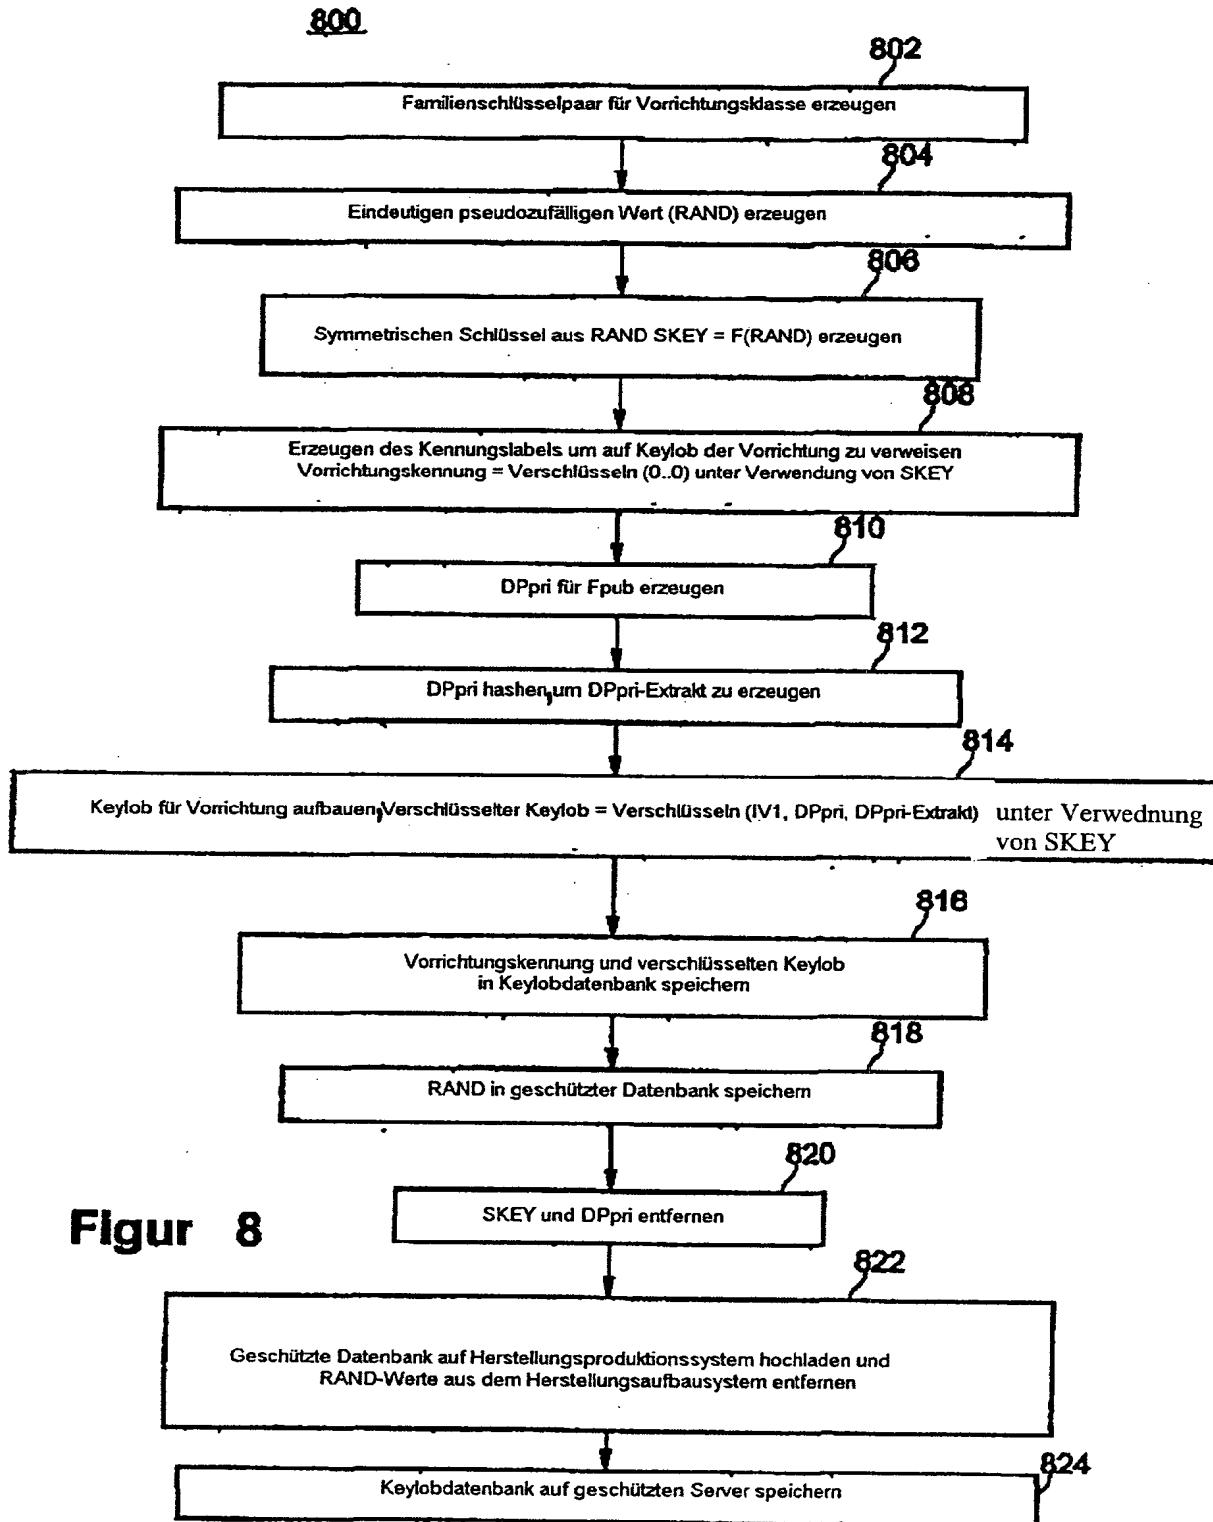 800
802
Familienschlüsselpaar für Vorrichtungsklasse erzeugen
804
Eindeutigen pseudozufälligen Wert (RAND) erzeugen
806
Symmetrischen Schlüssel aus RAND SKEY = F(RAND) erzeugen
808
Erzeugen des Kennungslabels um auf Keylob der Vorrichtung zu verweisen
Vorrichtungskennung = Verschlüsseln (0..0) unter Verwendung von SKEY
810
DPpri für Fpub erzeugen
812
DPpri hashen, um DPpri-Extrakt zu erzeugen
814
Keylob für Vorrichtung aufbauen, Verschlüsselter Keylob = Verschlüsseln (IV1, DPpri, DPpri-Extrakt) unter Verwednung
von SKEY
816
Vorrichtungskennung und verschlüsselten Keylob
in Keylobdatenbank speichern
818
RAND in geschützter Datenbank speichern
820
SKEY und DPpri entfernen
Figur 8
822
Geschützte Datenbank auf Herstellungsproduktionssystem hochladen und
RAND-Werte aus dem Herstellungsaufbausystem entfernen
824
Keylobdatenbank auf geschützten Server speichern